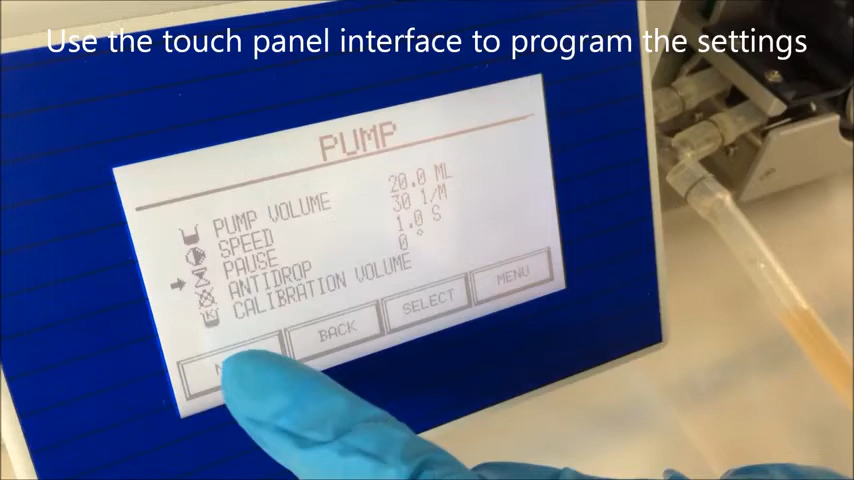 Use the touch panel interface to program the settings
PUMP
PUMP VOLUME 20.0 ML
SPEED 30 1/M
PAUSE 1.0 S
ANTIDROP 0 °
CALIBRATION VOLUME
BACK SELECT MENU